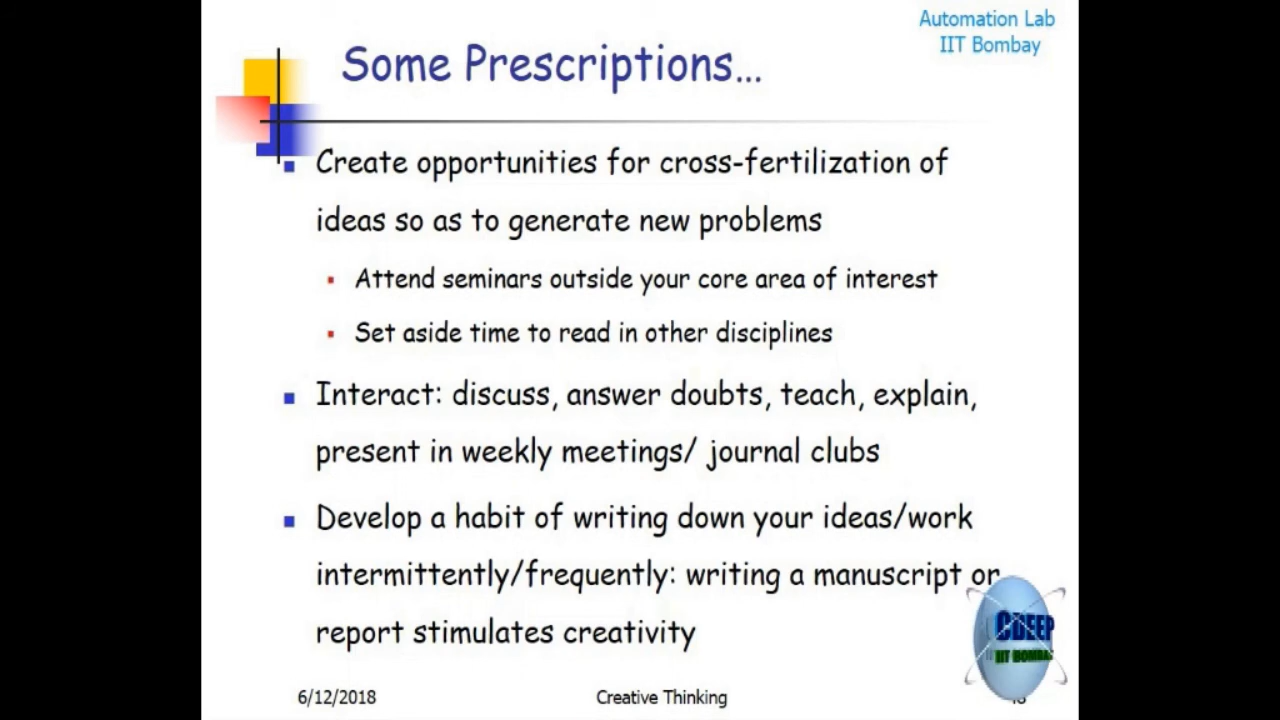 Automation Lab
IIT Bombay
Some Prescriptions...
Create opportunities for cross-fertilization of
ideas so as to generate new problems
Attend seminars outside your core area of interest
Set aside time to read in other disciplines
Interact: discuss, answer doubts, teach, explain,
present in weekly meetings/ journal clubs
Develop a habit of writing down your ideas/work
intermittently/frequently: writing a manuscript or
report stimulates creativity
CDEEP
IIT BOMBAY
6/12/2018
Creative Thinking